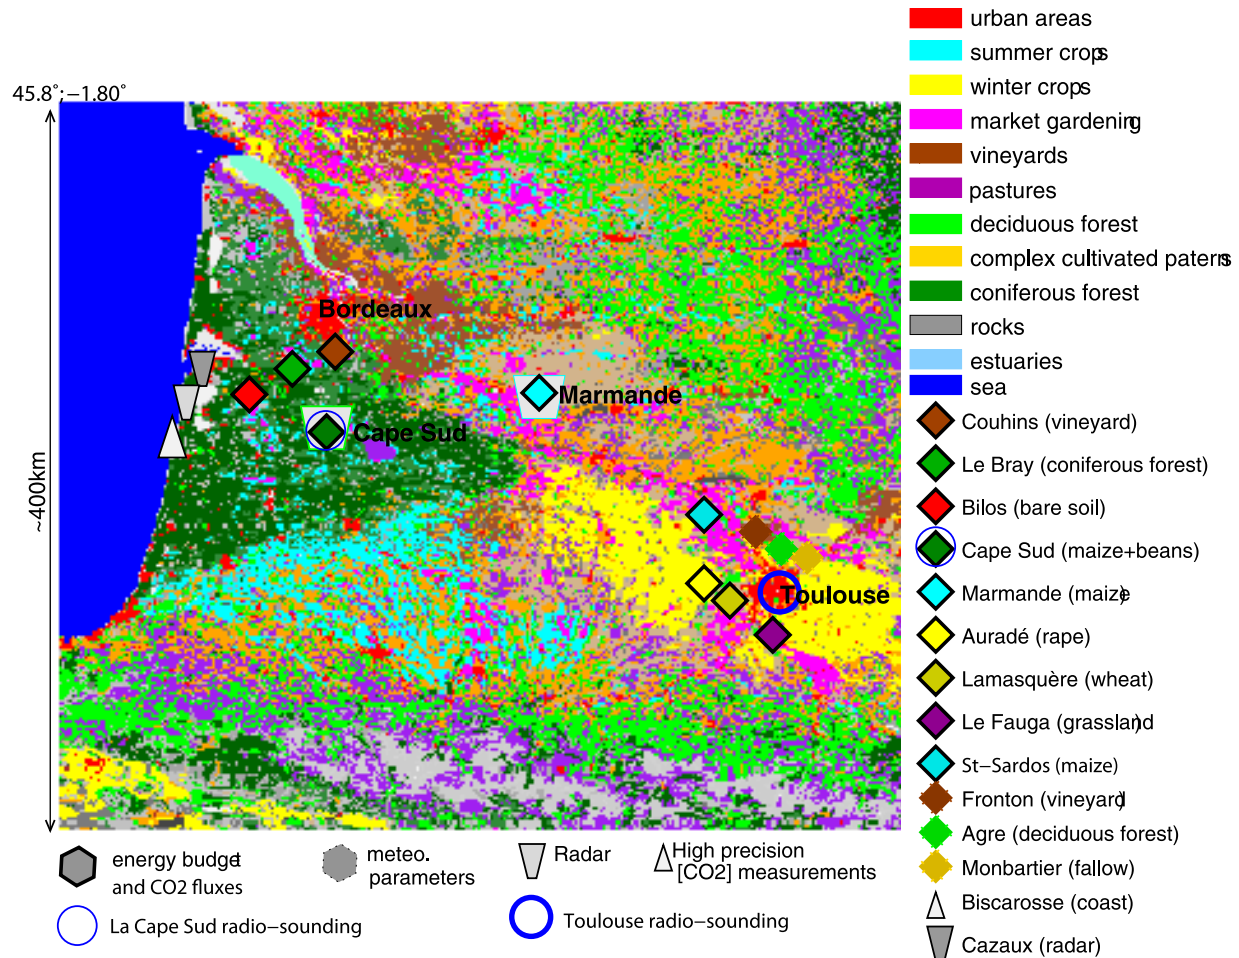 45.8°;−1.80°
~400km
Bordeaux
Marmande
Cape Sud
Toulouse
urban areas
summer crops
winter crops
market gardening
vineyards
pastures
deciduous forest
complex cultivated paterns
coniferous forest
rocks
estuaries
sea
Couhins (vineyard)
Le Bray (coniferous forest)
Bilos (bare soil)
Cape Sud (maize+beans)
Marmande (maize)
Auradé (rape)
Lamasquère (wheat)
Le Fauga (grassland)
St−Sardos (maize)
Fronton (vineyard)
Agre (deciduous forest)
Monbartier (fallow)
Biscarosse (coast)
Cazaux (radar)
energy budget
and CO2 fluxes
meteo.
parameters
Radar
High precision
[CO2] measurements
La Cape Sud radio−sounding
Toulouse radio−sounding